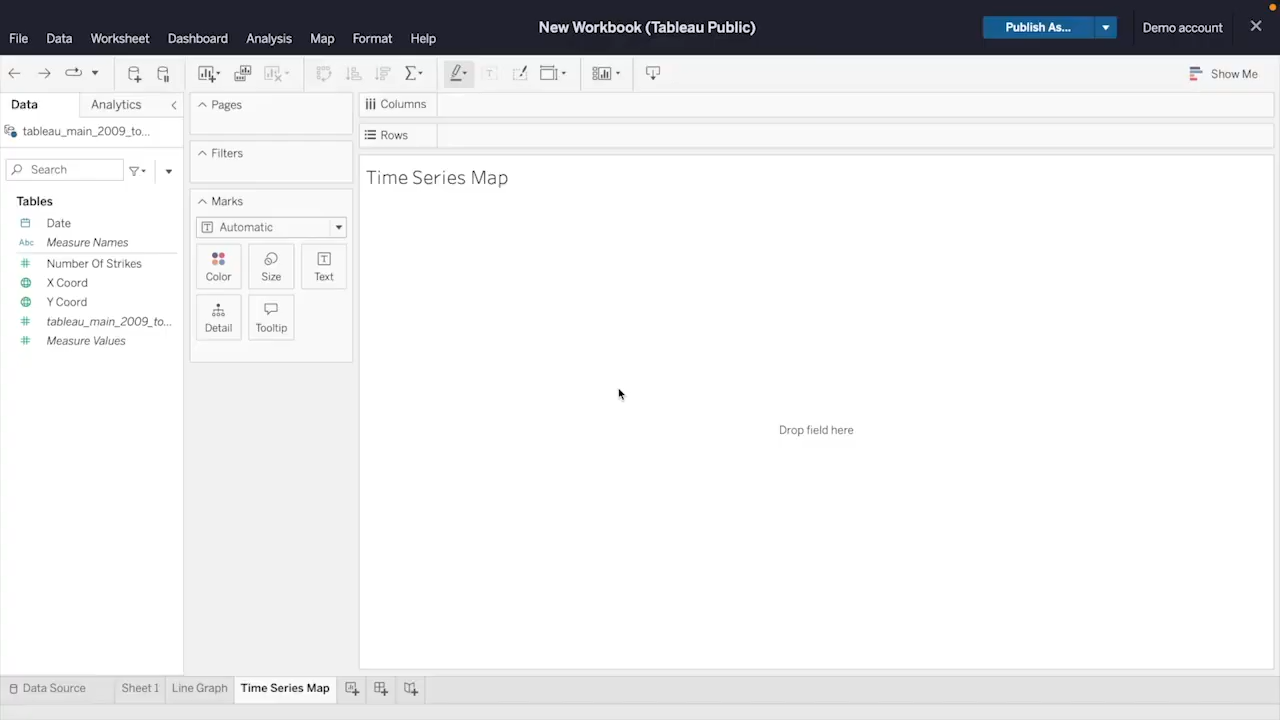 New Workbook (Tableau Public)
Publish As...
Demo account
File Data Worksheet Dashboard Analysis Map Format Help
Show Me
Data Analytics
tableau_main_2009_to...
Search
Tables
Date
Abc Measure Names
Number Of Strikes
X Coord
Y Coord
tableau_main_2009_to...
Measure Values
Pages
Filters
Marks
Automatic
Color Size Text
Detail Tooltip
Columns
Rows
Time Series Map
Drop field here
Data Source Sheet 1 Line Graph Time Series Map